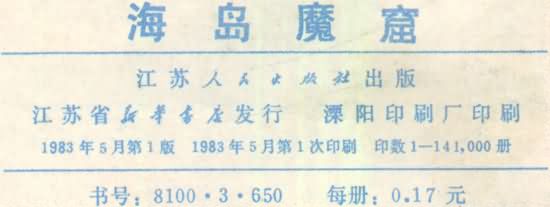 海岛魔窟
江苏人民出版社出版
江苏省新华书店发行 溧阳印刷厂印刷
1983年5月第1版 1983年5月第1次印刷 印数1—141,000册
书号：8100·3·650 每册：0.17元